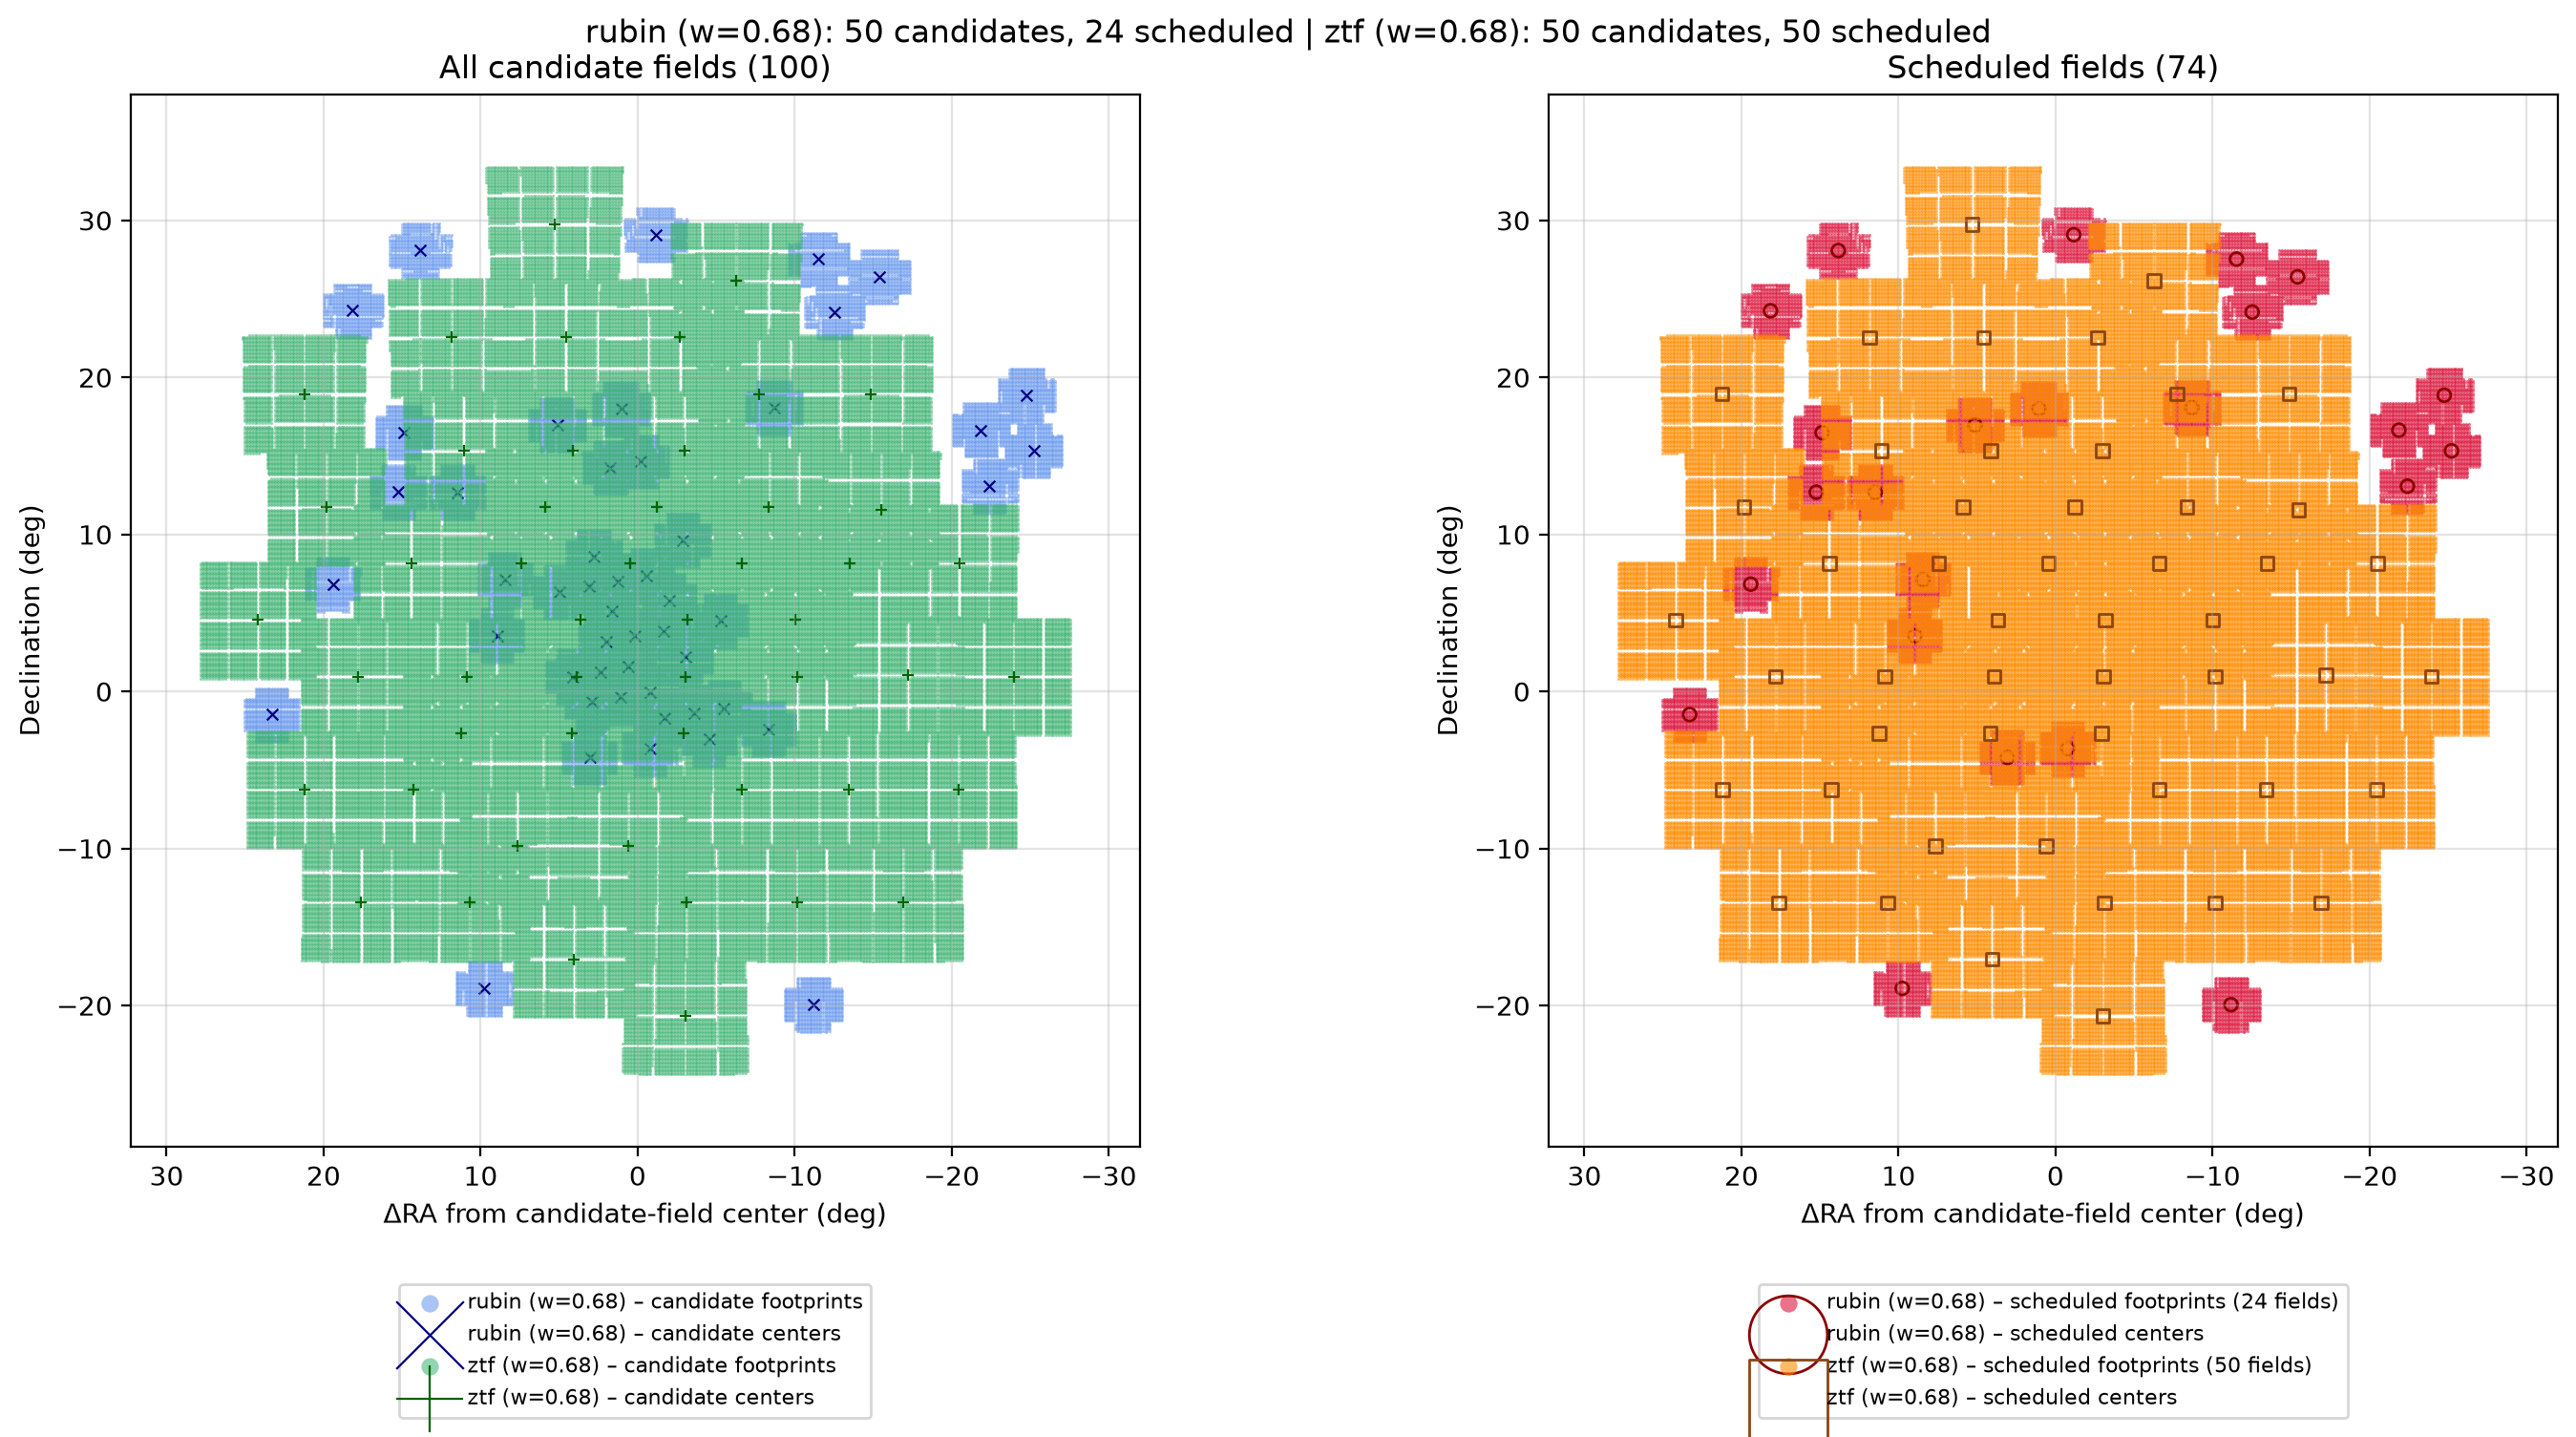 rubin (w=0.68): 50 candidates, 24 scheduled | ztf (w=0.68): 50 candidates, 50 scheduled
All candidate fields (100)
Declination (deg)
30
20
10
0
−10
−20
30 20 10 0 −10 −20 −30
ΔRA from candidate-field center (deg)
rubin (w=0.68) – candidate footprints
rubin (w=0.68) – candidate centers
ztf (w=0.68) – candidate footprints
ztf (w=0.68) – candidate centers
Scheduled fields (74)
Declination (deg)
30
20
10
0
−10
−20
30 20 10 0 −10 −20 −30
ΔRA from candidate-field center (deg)
rubin (w=0.68) – scheduled footprints (24 fields)
rubin (w=0.68) – scheduled centers
ztf (w=0.68) – scheduled footprints (50 fields)
ztf (w=0.68) – scheduled centers